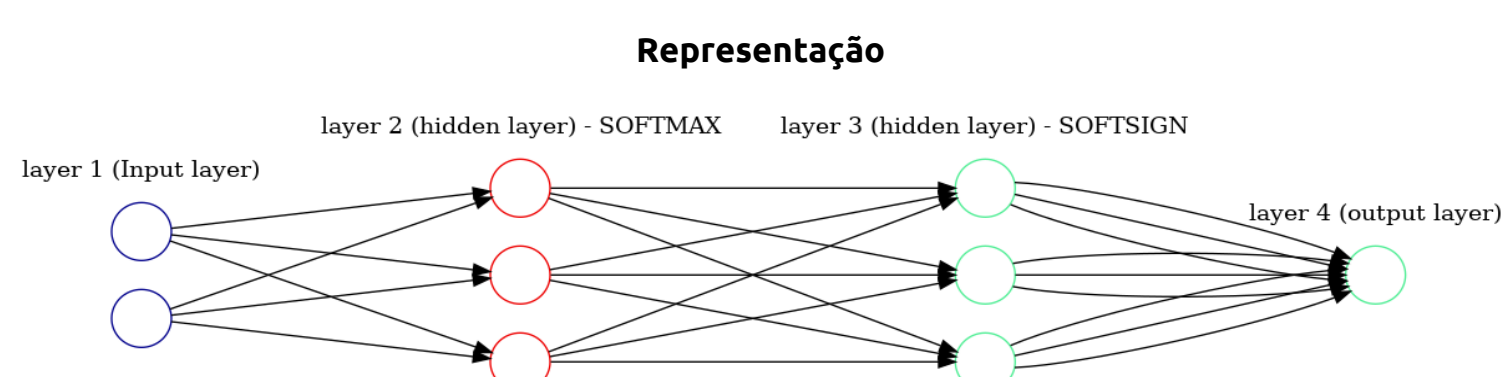 Representação
layer 2 (hidden layer) - SOFTMAX
layer 3 (hidden layer) - SOFTSIGN
layer 1 (Input layer)
layer 4 (output layer)